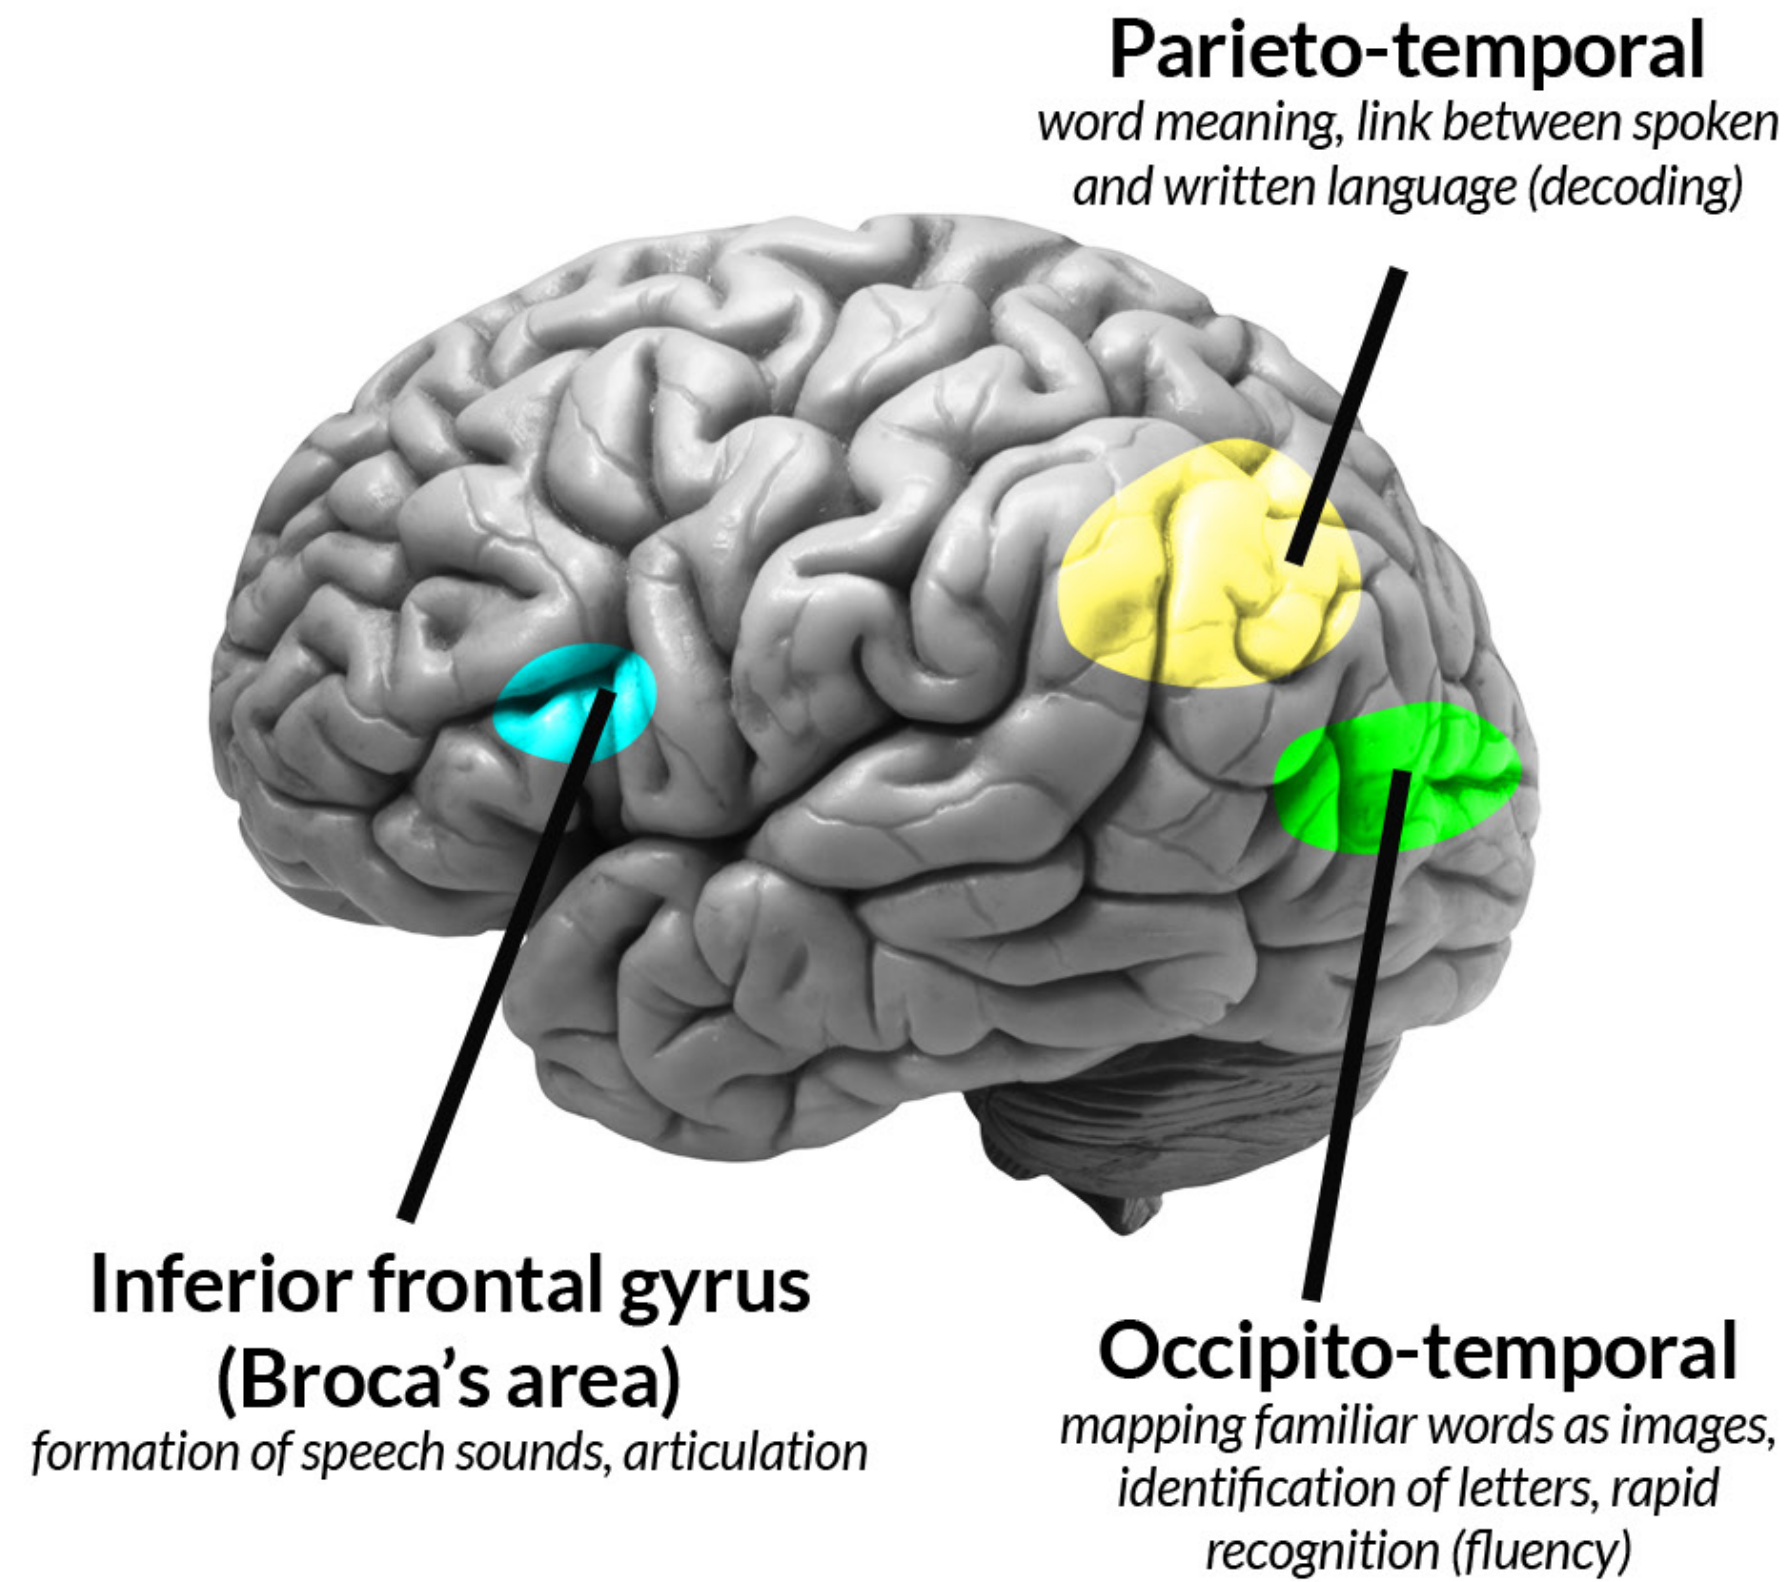 Parieto-temporal
word meaning, link between spoken
and written language (decoding)
Inferior frontal gyrus
(Broca’s area)
formation of speech sounds, articulation
Occipito-temporal
mapping familiar words as images,
identification of letters, rapid
recognition (fluency)